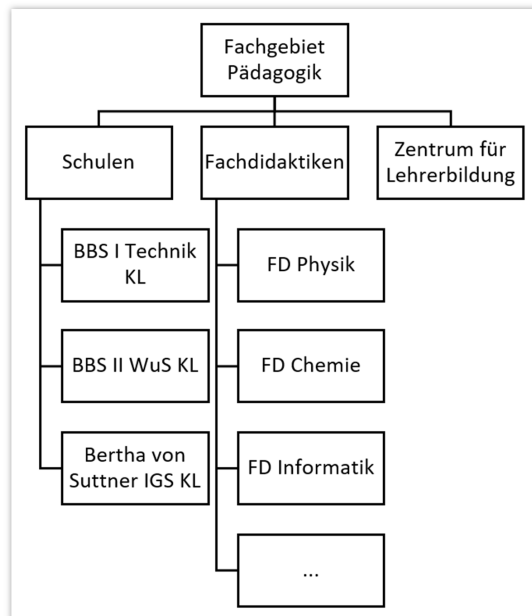 Fachgebiet
Pädagogik
Schulen
Fachdidaktiken
Zentrum für
Lehrerbildung
BBS I Technik
KL
FD Physik
BBS II WuS KL
FD Chemie
Bertha von
Suttner IGS KL
FD Informatik
...